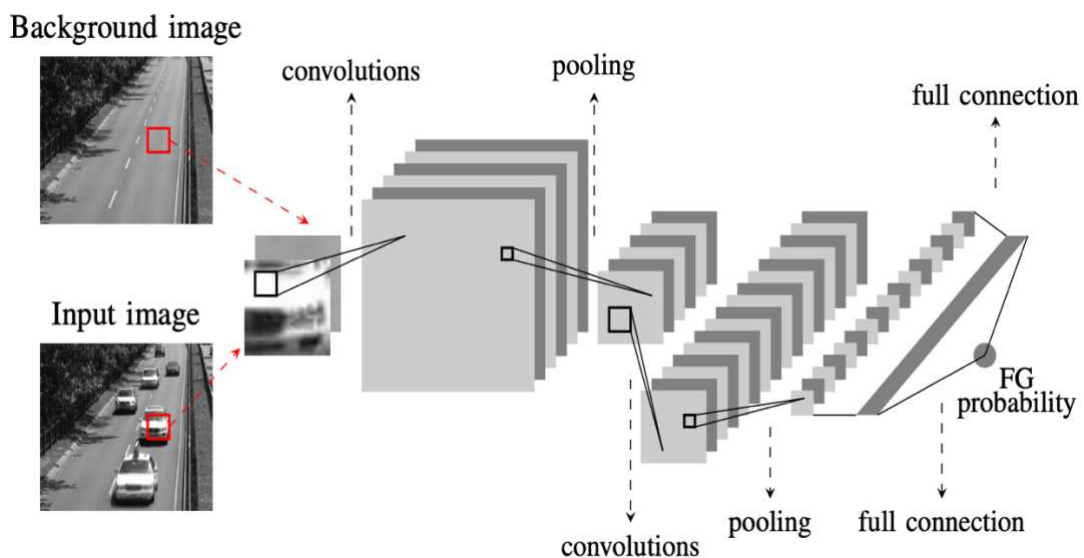 Background image
convolutions
pooling
full connection
Input image
FG
probability
convolutions
pooling
full connection